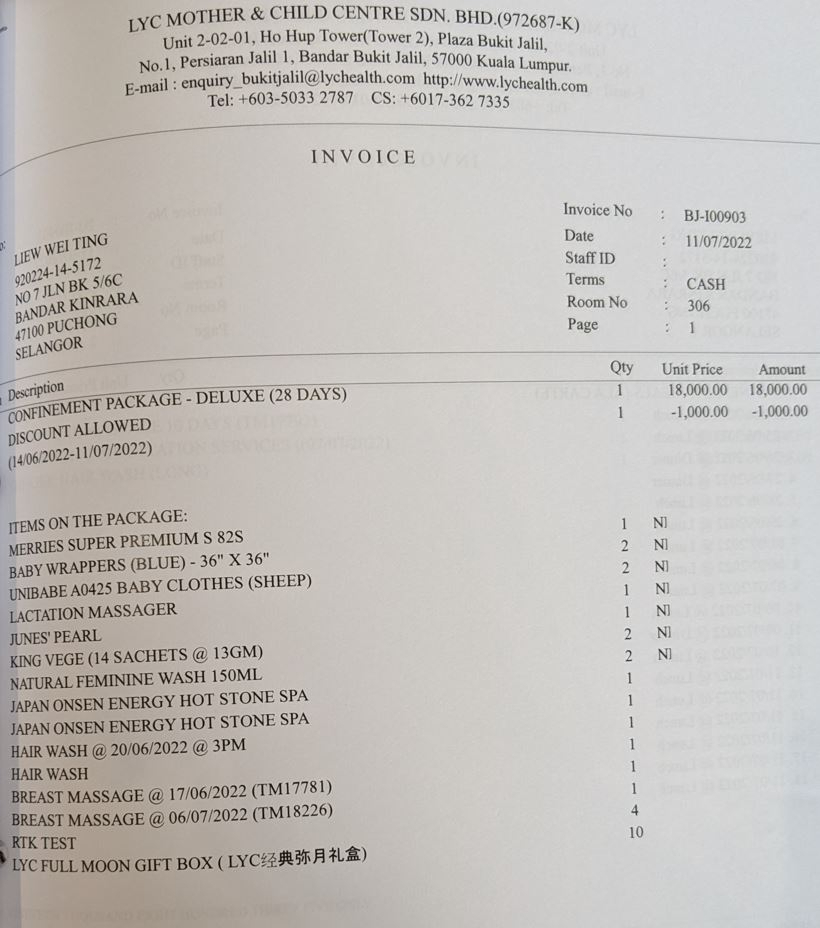 LYC MOTHER & CHILD CENTRE SDN. BHD.(972687-K)
Unit 2-02-01, Ho Hup Tower(Tower 2), Plaza Bukit Jalil,
No.1, Persiaran Jalil 1, Bandar Bukit Jalil, 57000 Kuala Lumpur.
E-mail : enquiry_bukitjalil@lychealth.com http://www.lychealth.com
Tel: +603-5033 2787 CS: +6017-362 7335
INVOICE
Invoice No : BJ-I00903
Date : 11/07/2022
Staff ID :
Terms : CASH
Room No : 306
Page : 1
LIEW WEI TING
920224-14-5172
NO 7 JLN BK 5/6C
BANDAR KINRARA
47100 PUCHONG
SELANGOR
Description Qty Unit Price Amount
CONFINEMENT PACKAGE - DELUXE (28 DAYS) 1 18,000.00 18,000.00
DISCOUNT ALLOWED 1 -1,000.00 -1,000.00
(14/06/2022-11/07/2022)
ITEMS ON THE PACKAGE:
MERRIES SUPER PREMIUM S 82S 1 NI
BABY WRAPPERS (BLUE) - 36" X 36" 2 NI
UNIBABE A0425 BABY CLOTHES (SHEEP) 2 NI
LACTATION MASSAGER 1 NI
JUNES' PEARL 1 NI
KING VEGE (14 SACHETS @ 13GM) 2 NI
NATURAL FEMININE WASH 150ML 2 NI
JAPAN ONSEN ENERGY HOT STONE SPA 1
JAPAN ONSEN ENERGY HOT STONE SPA 1
HAIR WASH @ 20/06/2022 @ 3PM 1
HAIR WASH 1
BREAST MASSAGE @ 17/06/2022 (TM17781) 1
BREAST MASSAGE @ 06/07/2022 (TM18226) 1
RTK TEST 4
LYC FULL MOON GIFT BOX ( LYC经典弥月礼盒) 10